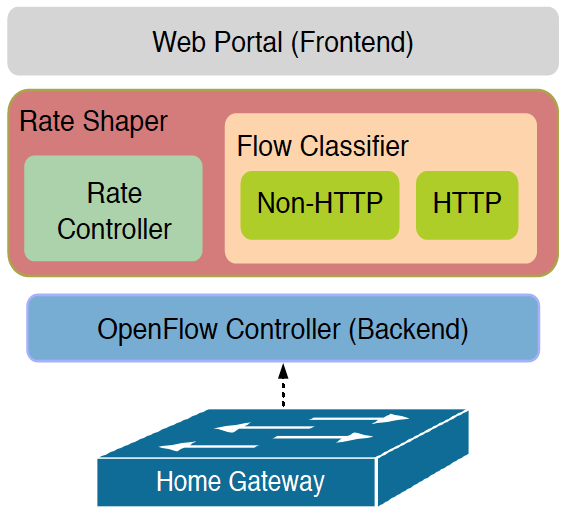 Web Portal (Frontend)
Rate Shaper
Flow Classifier
Rate
Controller
Non-HTTP
HTTP
OpenFlow Controller (Backend)
Home Gateway